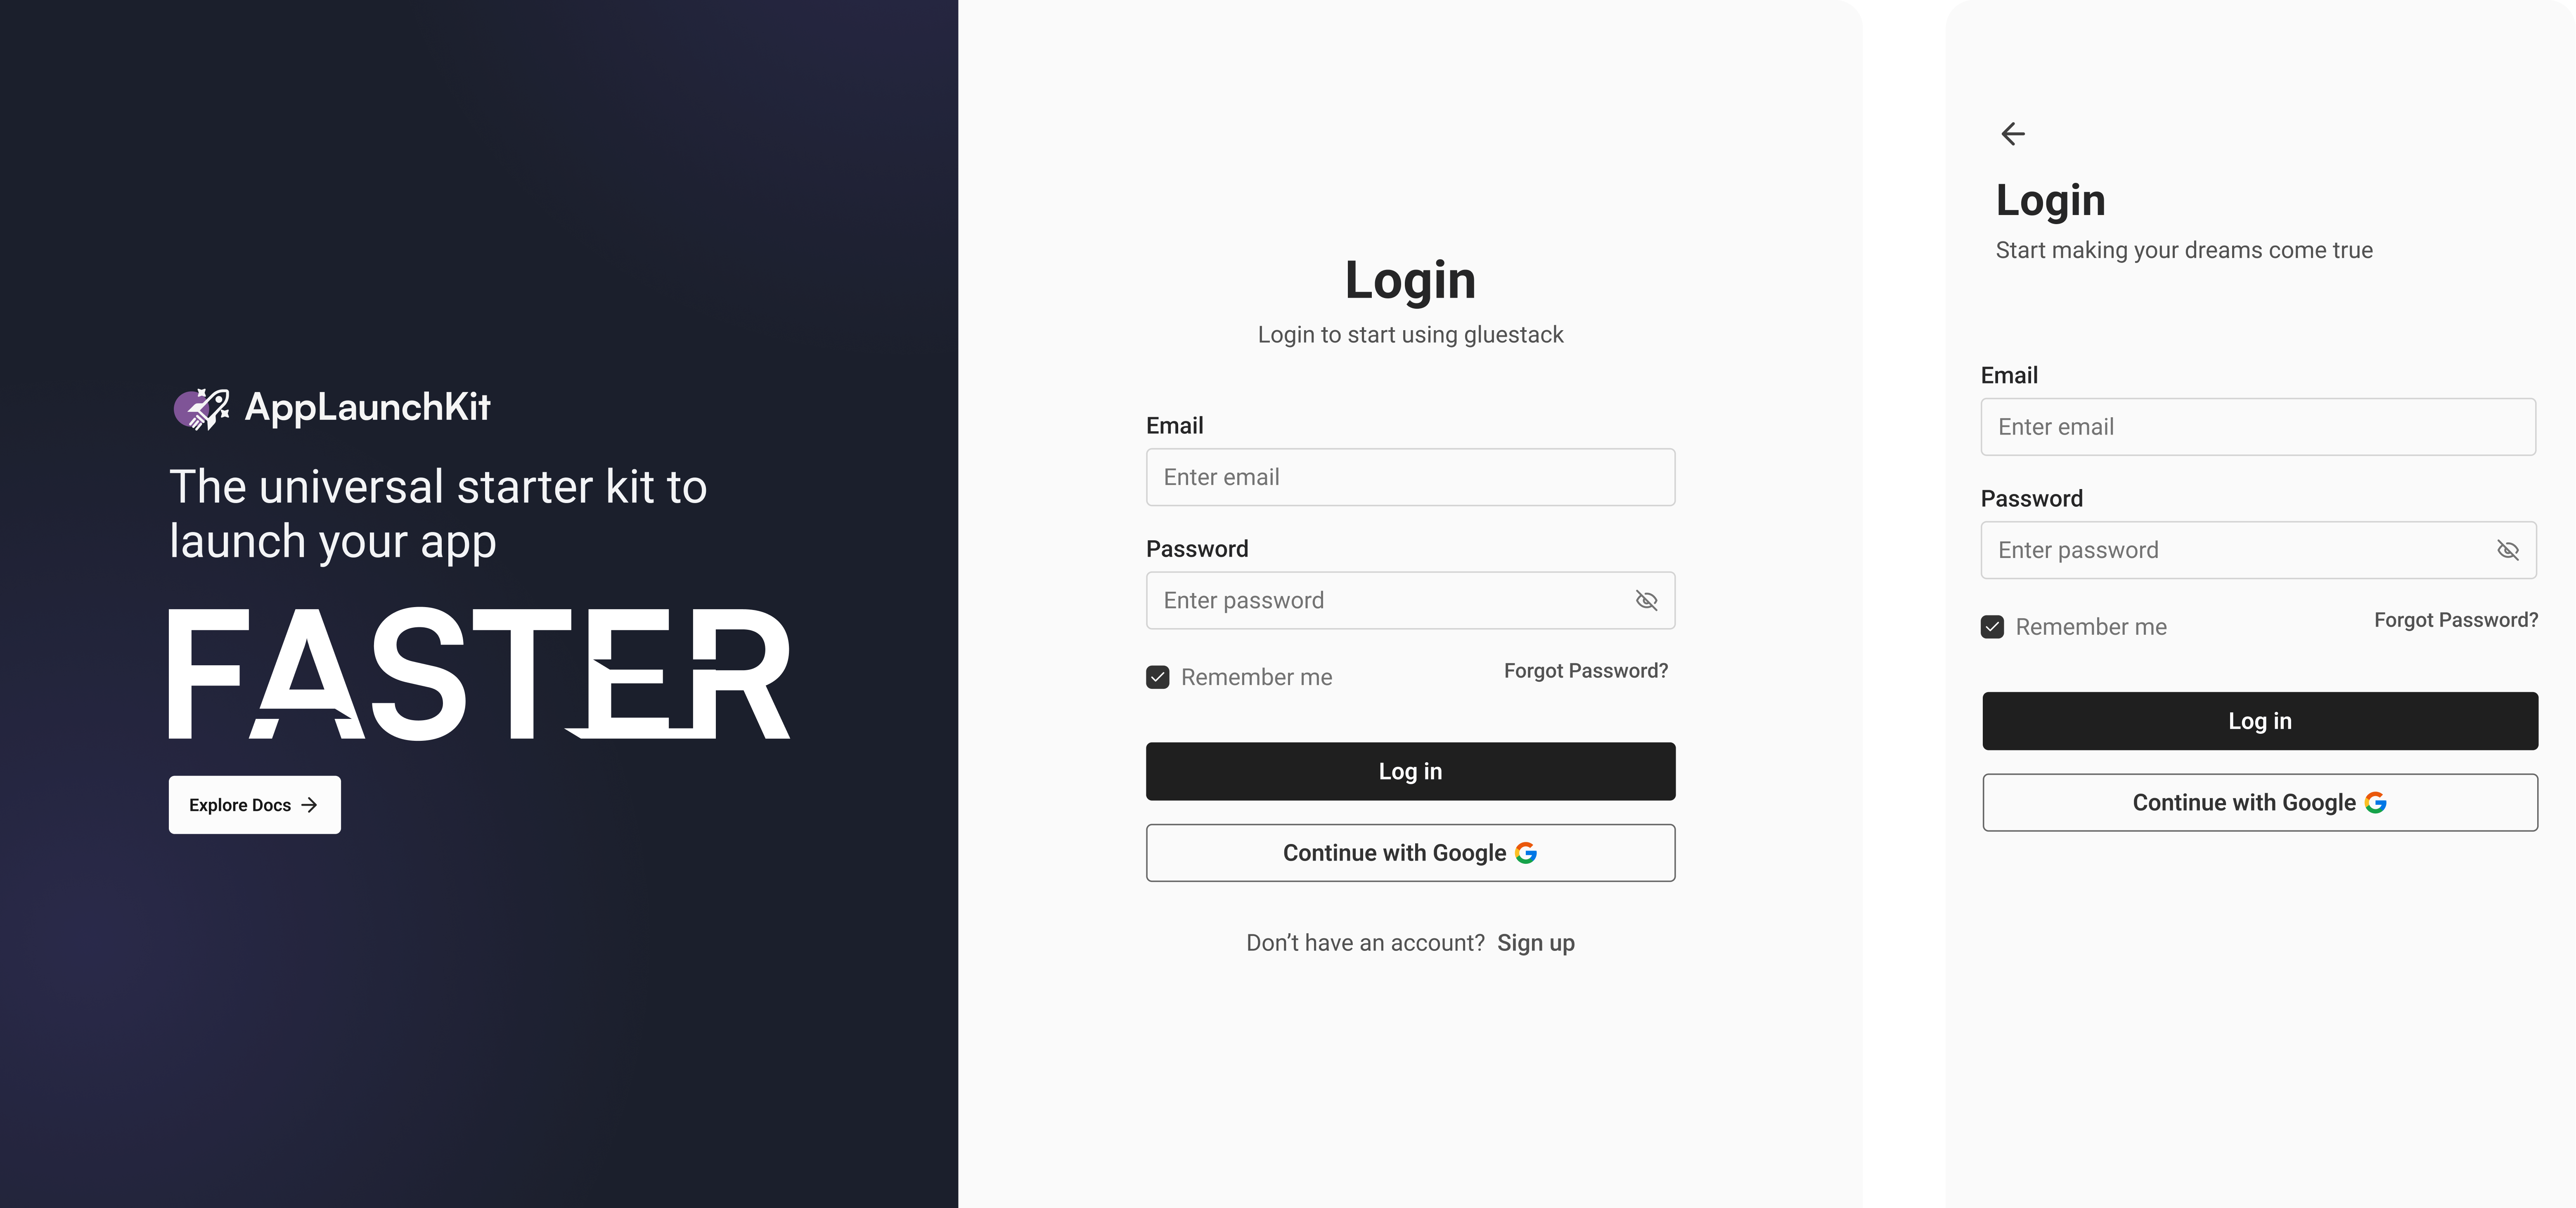 AppLaunchKit
The universal starter kit to
launch your app
FASTER
Explore Docs
Login
Login to start using gluestack
Email
Enter email
Password
Enter password
Remember me
Forgot Password?
Log in
Continue with Google
Don’t have an account? Sign up
Login
Start making your dreams come true
Email
Enter email
Password
Enter password
Remember me
Forgot Password?
Log in
Continue with Google